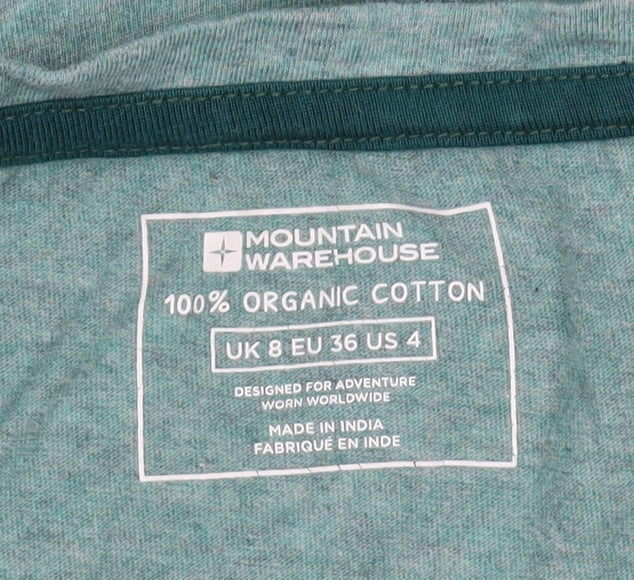 MOUNTAIN
WAREHOUSE
100% ORGANIC COTTON
UK 8 EU 36 US 4
DESIGNED FOR ADVENTURE
WORN WORLDWIDE
MADE IN INDIA
FABRIQUÉ EN INDE